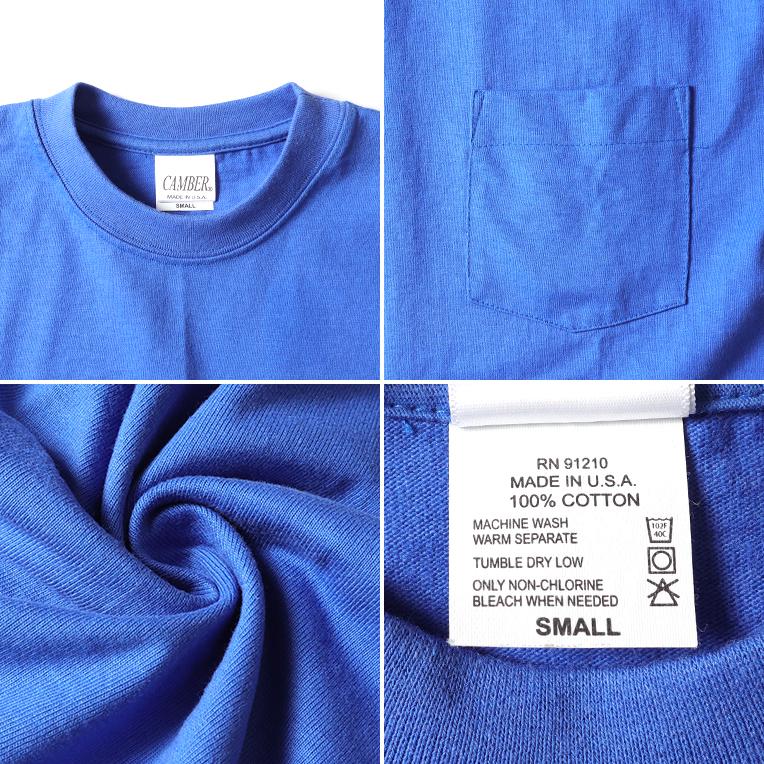 CAMBER®
MADE IN U.S.A.
SMALL
RN 91210
MADE IN U.S.A.
100% COTTON
MACHINE WASH
WARM SEPARATE
102F
40C
TUMBLE DRY LOW
ONLY NON-CHLORINE
BLEACH WHEN NEEDED
SMALL